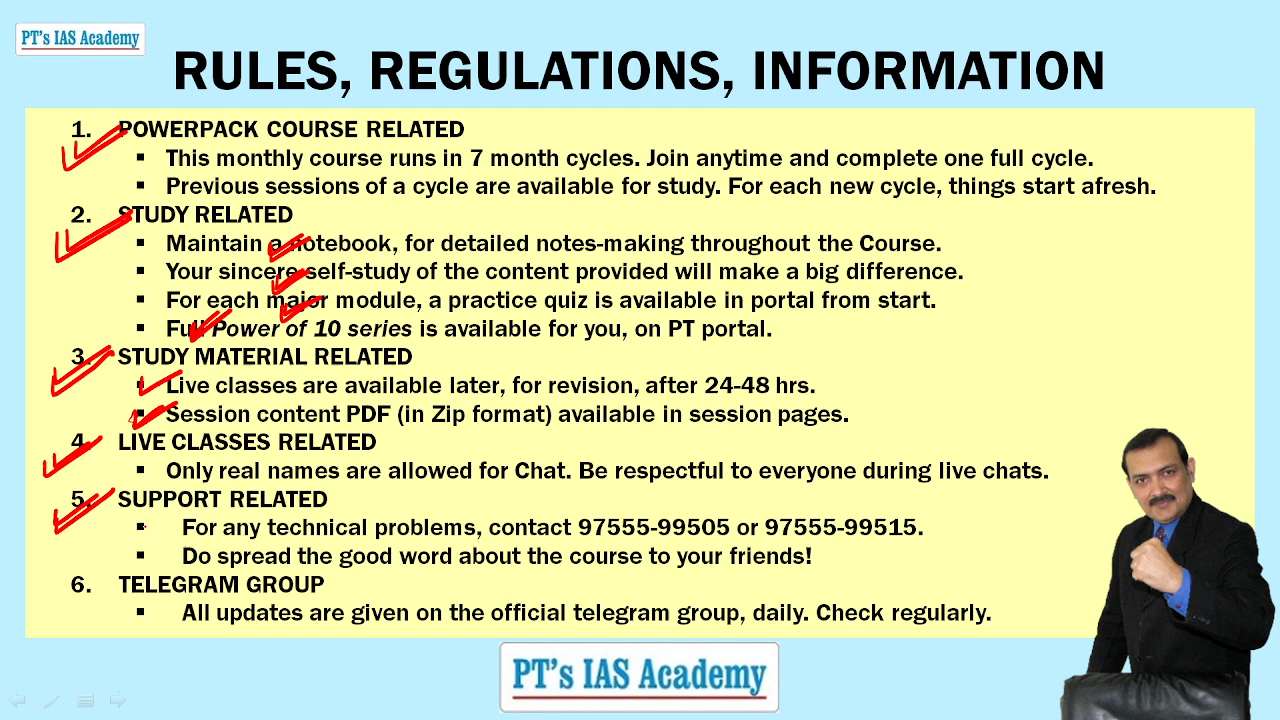 PT's IAS Academy
RULES, REGULATIONS, INFORMATION
1. POWERPACK COURSE RELATED
▪ This monthly course runs in 7 month cycles. Join anytime and complete one full cycle.
▪ Previous sessions of a cycle are available for study. For each new cycle, things start afresh.
2. STUDY RELATED
▪ Maintain a notebook, for detailed notes-making throughout the Course.
▪ Your sincere self-study of the content provided will make a big difference.
▪ For each major module, a practice quiz is available in portal from start.
▪ Full Power of 10 series is available for you, on PT portal.
3. STUDY MATERIAL RELATED
▪ Live classes are available later, for revision, after 24-48 hrs.
▪ Session content PDF (in Zip format) available in session pages.
4. LIVE CLASSES RELATED
▪ Only real names are allowed for Chat. Be respectful to everyone during live chats.
5. SUPPORT RELATED
▪ For any technical problems, contact 97555-99505 or 97555-99515.
▪ Do spread the good word about the course to your friends!
6. TELEGRAM GROUP
▪ All updates are given on the official telegram group, daily. Check regularly.
PT's IAS Academy